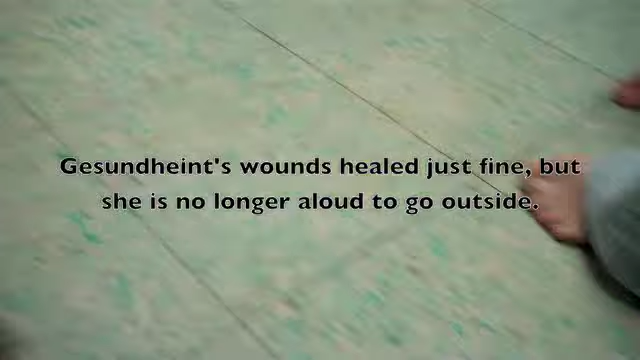 Gesundheint's wounds healed just fine, but
she is no longer aloud to go outside.